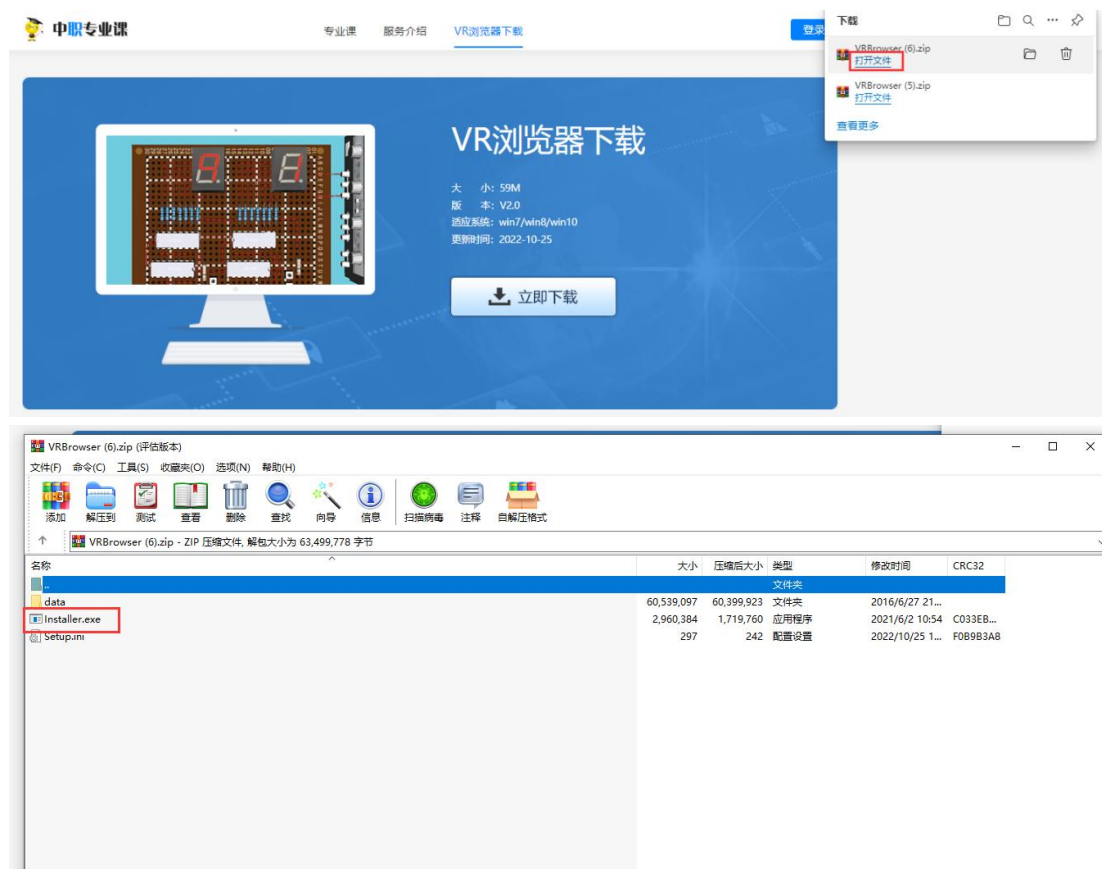 中职专业课
专业课 服务介绍 VR浏览器下载 登录
下载
VRBrowser (6).zip
打开文件
VRBrowser (5).zip
打开文件
查看更多
VR浏览器下载
大 小: 59M
版 本: V2.0
适应系统: win7/win8/win10
更新时间: 2022-10-25
立即下载
VRBrowser (6).zip (评估版本)
文件(F) 命令(C) 工具(S) 收藏夹(O) 选项(N) 帮助(H)
添加 解压到 测试 查看 删除 查找 向导 信息 扫描病毒 注释 自解压格式
VRBrowser (6).zip - ZIP 压缩文件, 解包大小为 63,499,778 字节
名称 大小 压缩后大小 类型 修改时间 CRC32
.. 文件夹
data 60,539,097 60,399,923 文件夹 2016/6/27 21...
Installer.exe 2,960,384 1,719,760 应用程序 2021/6/2 10:54 C033EB...
Setup.ini 297 242 配置设置 2022/10/25 1... F0B9B3A8